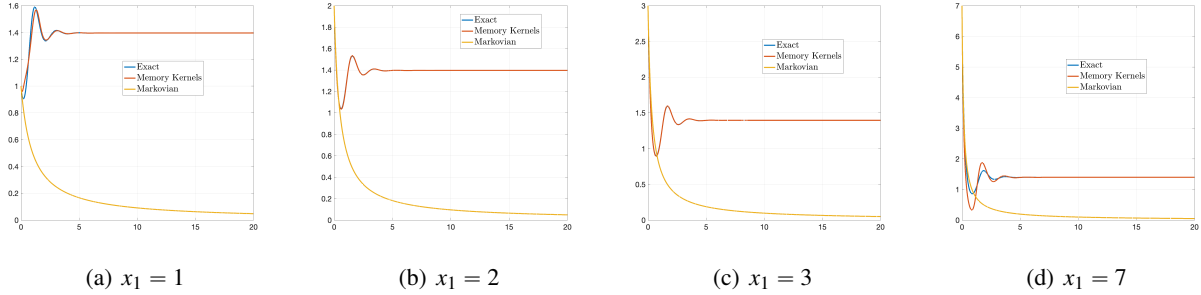 1.6
1.4
1.2
1
0.8
0.6
0.4
0.2
0
0 5 10 15 20
Exact
Memory Kernels
Markovian
(a) x₁ = 1
2
1.8
1.6
1.4
1.2
1
0.8
0.6
0.4
0.2
0
0 5 10 15 20
Exact
Memory Kernels
Markovian
(b) x₁ = 2
3
2.5
2
1.5
1
0.5
0
0 5 10 15 20
Exact
Memory Kernels
Markovian
(c) x₁ = 3
7
6
5
4
3
2
1
0
0 5 10 15 20
Exact
Memory Kernels
Markovian
(d) x₁ = 7